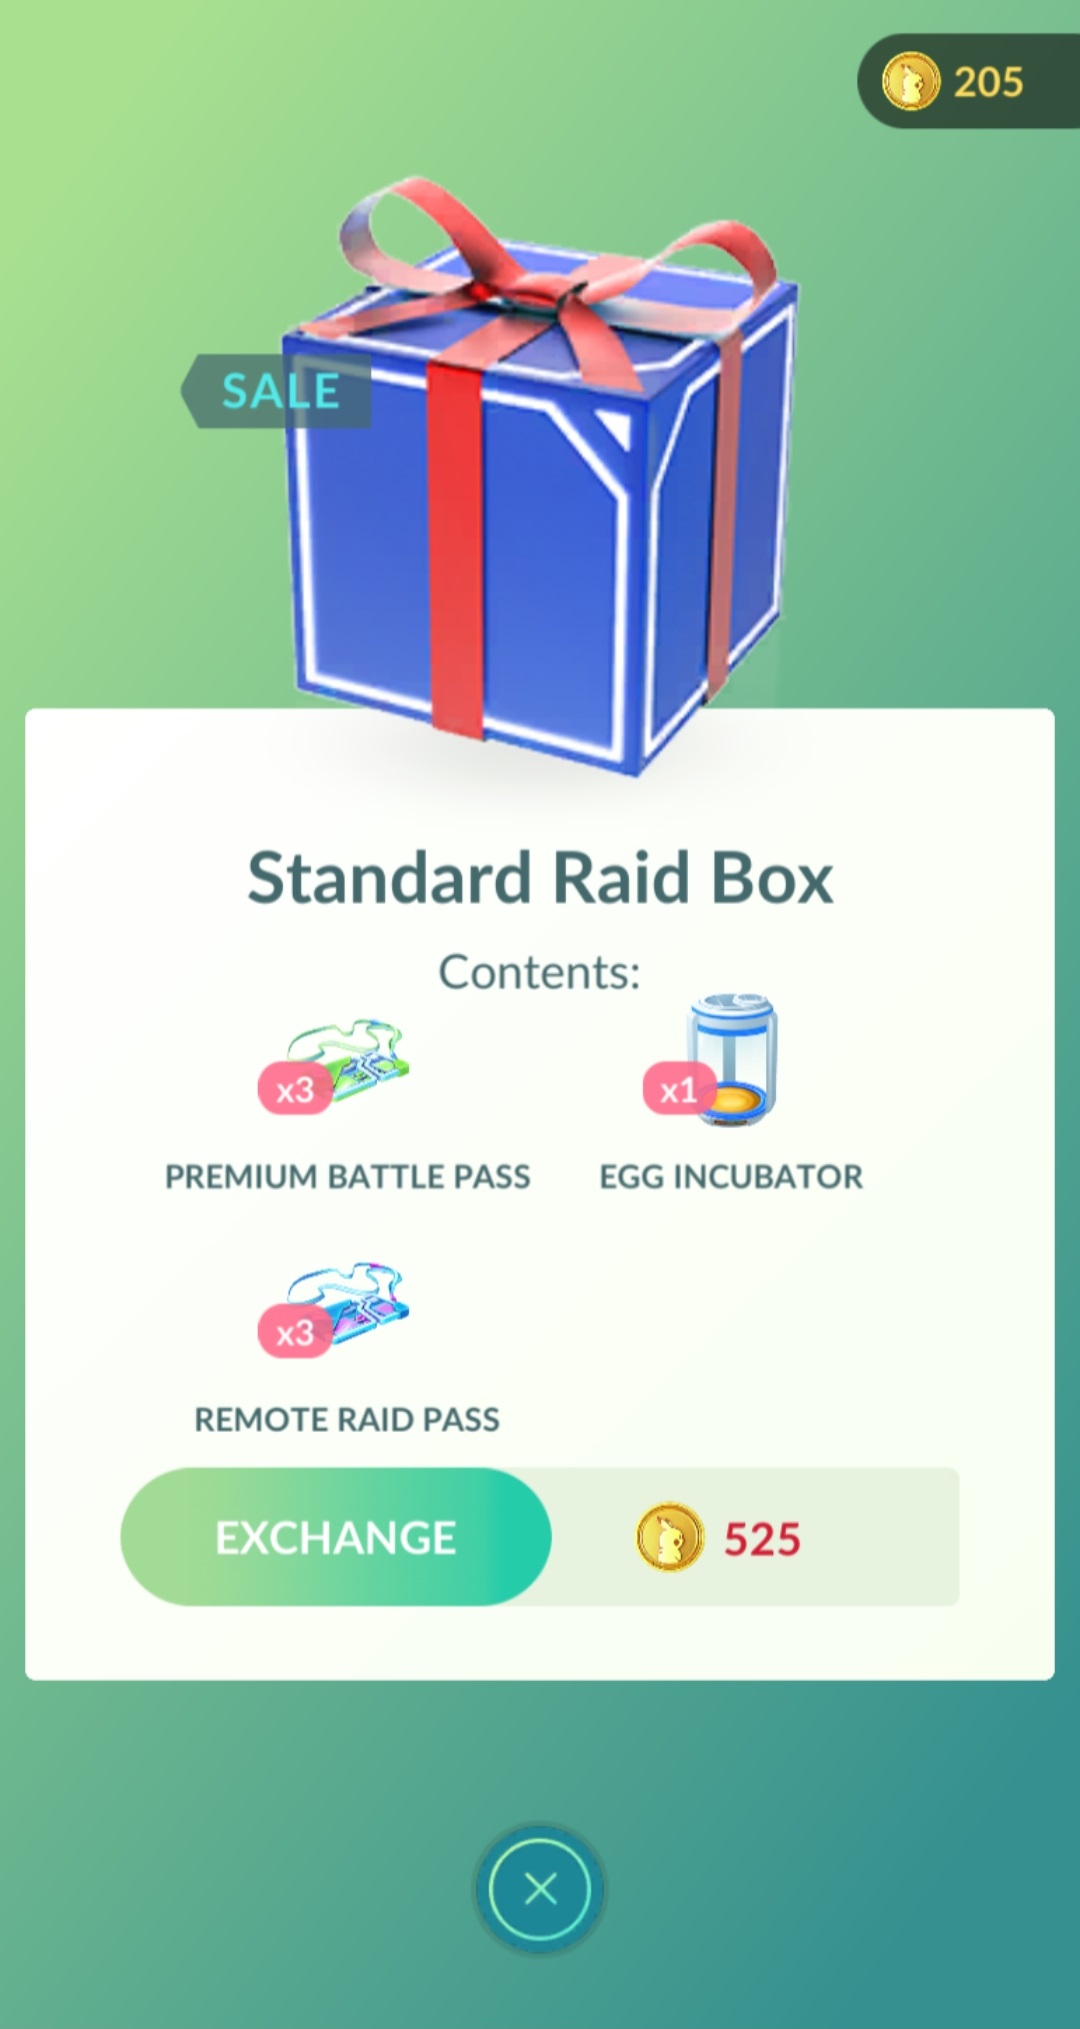 205
SALE
Standard Raid Box
Contents:
x3
x1
PREMIUM BATTLE PASS
EGG INCUBATOR
x3
REMOTE RAID PASS
EXCHANGE
525